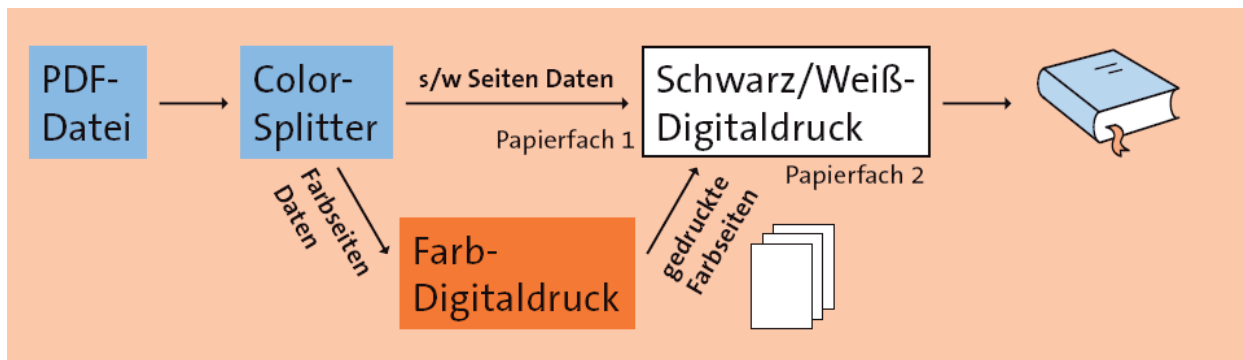 PDF-
Datei
Color-
Splitter
s/w Seiten Daten
Papierfach 1
Schwarz/Weiß-
Digitaldruck
Papierfach 2
Farbseiten
Daten
Farb-
Digitaldruck
gedruckte
Farbseiten